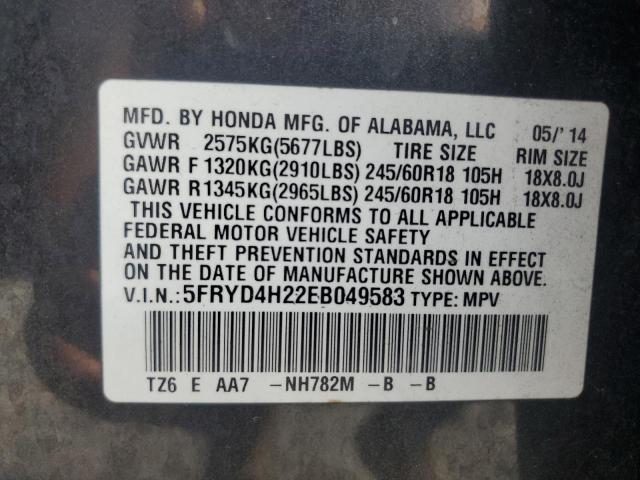 MFD. BY HONDA MFG. OF ALABAMA, LLC 05/'14
GVWR 2575KG(5677LBS) TIRE SIZE RIM SIZE
GAWR F 1320KG(2910LBS) 245/60R18 105H 18X8.0J
GAWR R 1345KG(2965LBS) 245/60R18 105H 18X8.0J
THIS VEHICLE CONFORMS TO ALL APPLICABLE
FEDERAL MOTOR VEHICLE SAFETY
AND THEFT PREVENTION STANDARDS IN EFFECT
ON THE DATE OF MANUFACTURE SHOWN ABOVE.
V.I.N.: 5FRYD4H22EB049583 TYPE: MPV
TZ6 E AA7 -NH782M -B -B